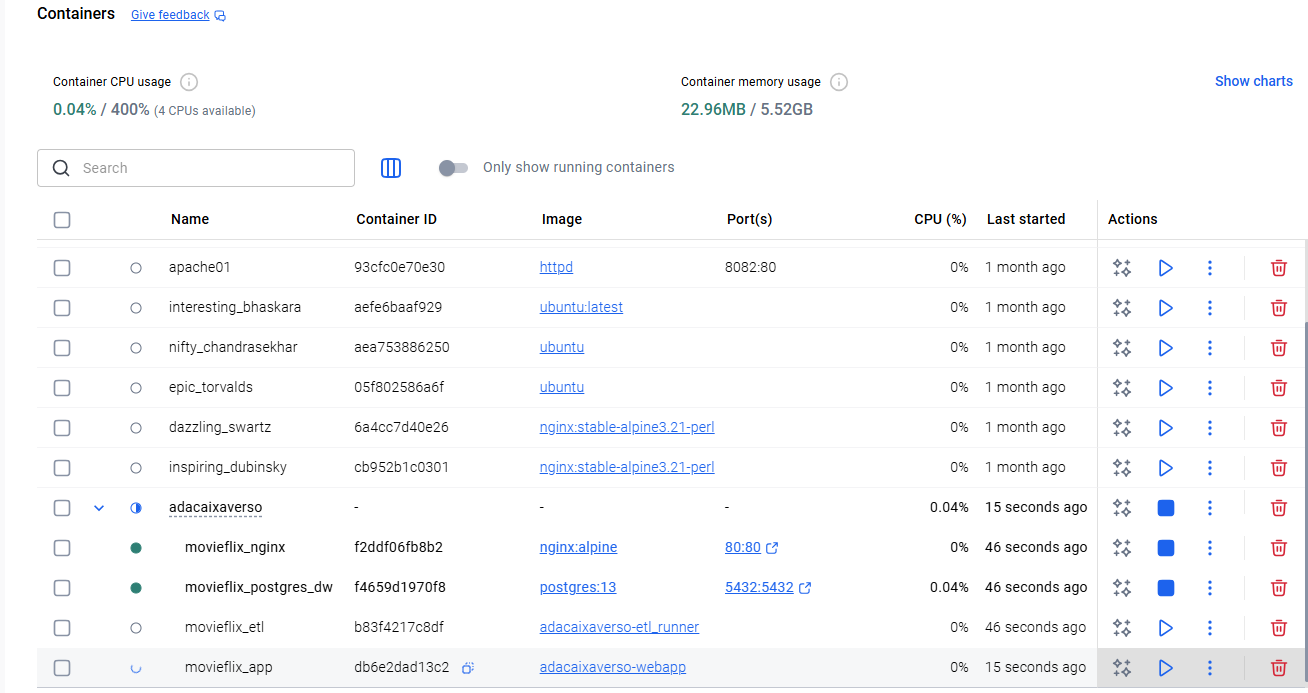 Containers Give feedback
Container CPU usage Container memory usage Show charts
0.04% / 400% (4 CPUs available) 22.96MB / 5.52GB
Search Only show running containers
Name Container ID Image Port(s) CPU (%) Last started Actions
apache01 93cfc0e70e30 httpd 8082:80 0% 1 month ago
interesting_bhaskara aefe6baaf929 ubuntu:latest 0% 1 month ago
nifty_chandrasekhar aea753886250 ubuntu 0% 1 month ago
epic_torvalds 05f802586a6f ubuntu 0% 1 month ago
dazzling_swartz 6a4cc7d40e26 nginx:stable-alpine3.21-perl 0% 1 month ago
inspiring_dubinsky cb952b1c0301 nginx:stable-alpine3.21-perl 0% 1 month ago
adacaixaverso - - - 0.04% 15 seconds ago
movieflix_nginx f2ddf06fb8b2 nginx:alpine 80:80 0% 46 seconds ago
movieflix_postgres_dw f4659d1970f8 postgres:13 5432:5432 0.04% 46 seconds ago
movieflix_etl b83f4217c8df adacaixaverso-etl_runner 0% 46 seconds ago
movieflix_app db6e2dad13c2 adacaixaverso-webapp 0% 15 seconds ago